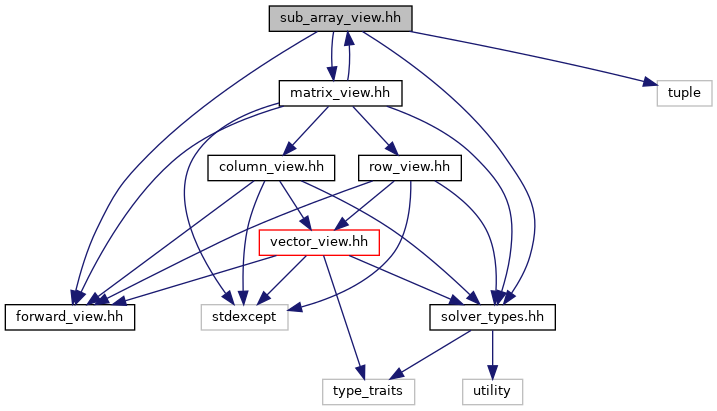 sub_array_view.hh
matrix_view.hh
tuple
column_view.hh
row_view.hh
vector_view.hh
forward_view.hh
stdexcept
solver_types.hh
type_traits
utility